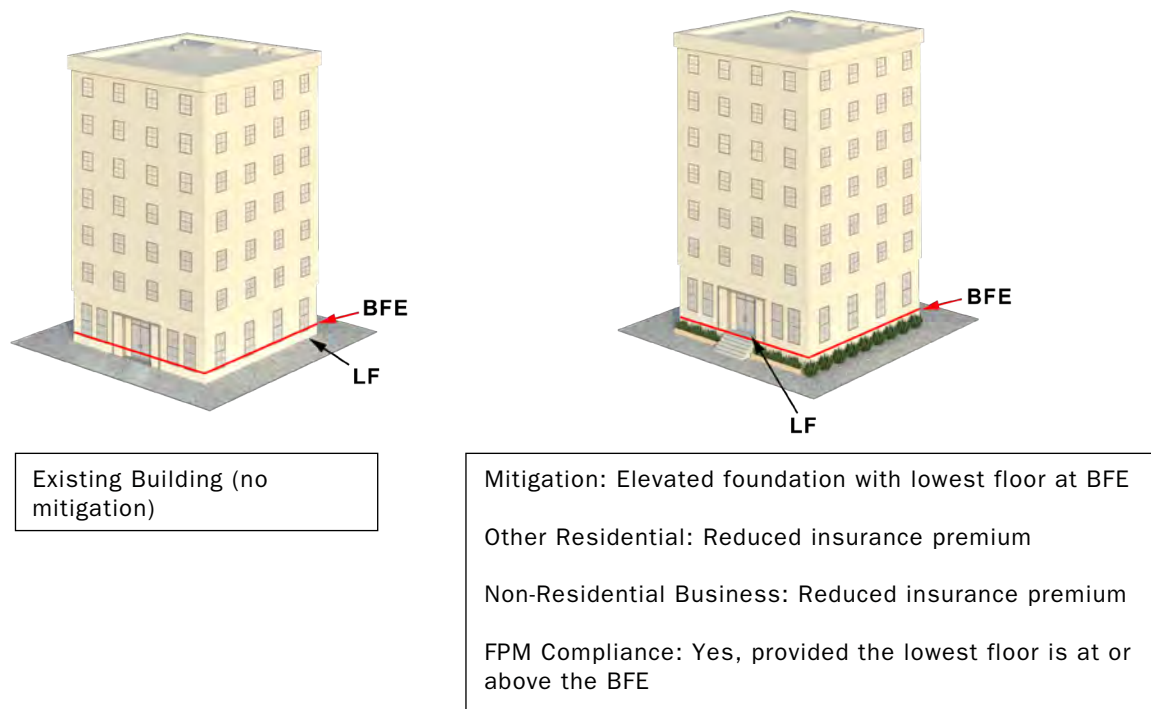 BFE
LF
BFE
LF
Existing Building (no
mitigation)
Mitigation: Elevated foundation with lowest floor at BFE
Other Residential: Reduced insurance premium
Non-Residential Business: Reduced insurance premium
FPM Compliance: Yes, provided the lowest floor is at or
above the BFE